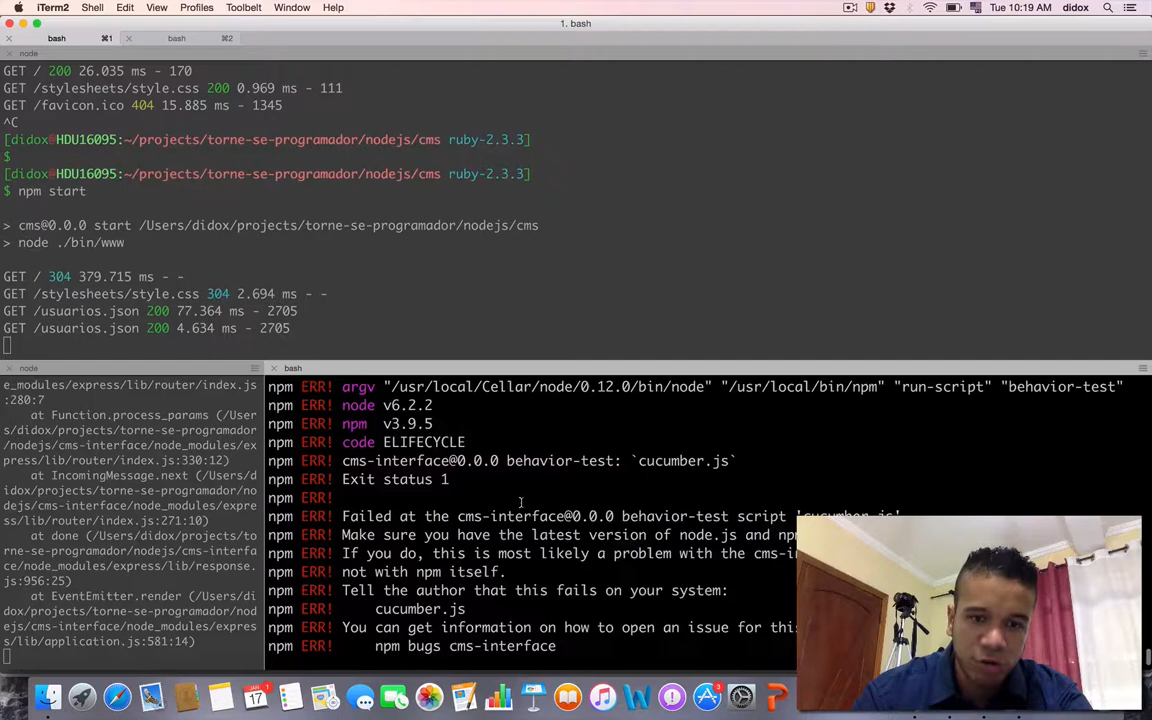 iTerm2 Shell Edit View Profiles Toolbelt Window Help Tue 10:19 AM didox
1. bash
bash ⌘1 bash ⌘2
node
GET / 200 26.035 ms - 170
GET /stylesheets/style.css 200 0.969 ms - 111
GET /favicon.ico 404 15.885 ms - 1345
^C
[didox@HDU16095:~/projects/torne-se-programador/nodejs/cms ruby-2.3.3]
$
[didox@HDU16095:~/projects/torne-se-programador/nodejs/cms ruby-2.3.3]
$ npm start
> cms@0.0.0 start /Users/didox/projects/torne-se-programador/nodejs/cms
> node ./bin/www
GET / 304 379.715 ms - -
GET /stylesheets/style.css 304 2.694 ms - -
GET /usuarios.json 200 77.364 ms - 2705
GET /usuarios.json 200 4.634 ms - 2705
node
e_modules/express/lib/router/index.js
:280:7
at Function.process_params (/User
s/didox/projects/torne-se-programador
/nodejs/cms-interface/node_modules/ex
press/lib/router/index.js:330:12)
at IncomingMessage.next (/Users/d
idox/projects/torne-se-programador/no
dejs/cms-interface/node_modules/expre
ss/lib/router/index.js:271:10)
at done (/Users/didox/projects/to
rne-se-programador/nodejs/cms-interfa
ce/node_modules/express/lib/response.
js:956:25)
at EventEmitter.render (/Users/di
dox/projects/torne-se-programador/nod
ejs/cms-interface/node_modules/expres
s/lib/application.js:581:14)
bash
npm ERR! argv "/usr/local/Cellar/node/0.12.0/bin/node" "/usr/local/bin/npm" "run-script" "behavior-test"
npm ERR! node v6.2.2
npm ERR! npm v3.9.5
npm ERR! code ELIFECYCLE
npm ERR! cms-interface@0.0.0 behavior-test: `cucumber.js`
npm ERR! Exit status 1
npm ERR!
npm ERR! Failed at the cms-interface@0.0.0 behavior-test script 'cucumber.js'
npm ERR! Make sure you have the latest version of node.js and npm
npm ERR! If you do, this is most likely a problem with the cms-in
npm ERR! not with npm itself.
npm ERR! Tell the author that this fails on your system:
npm ERR! cucumber.js
npm ERR! You can get information on how to open an issue for this
npm ERR! npm bugs cms-interface
JAN
17
1
3